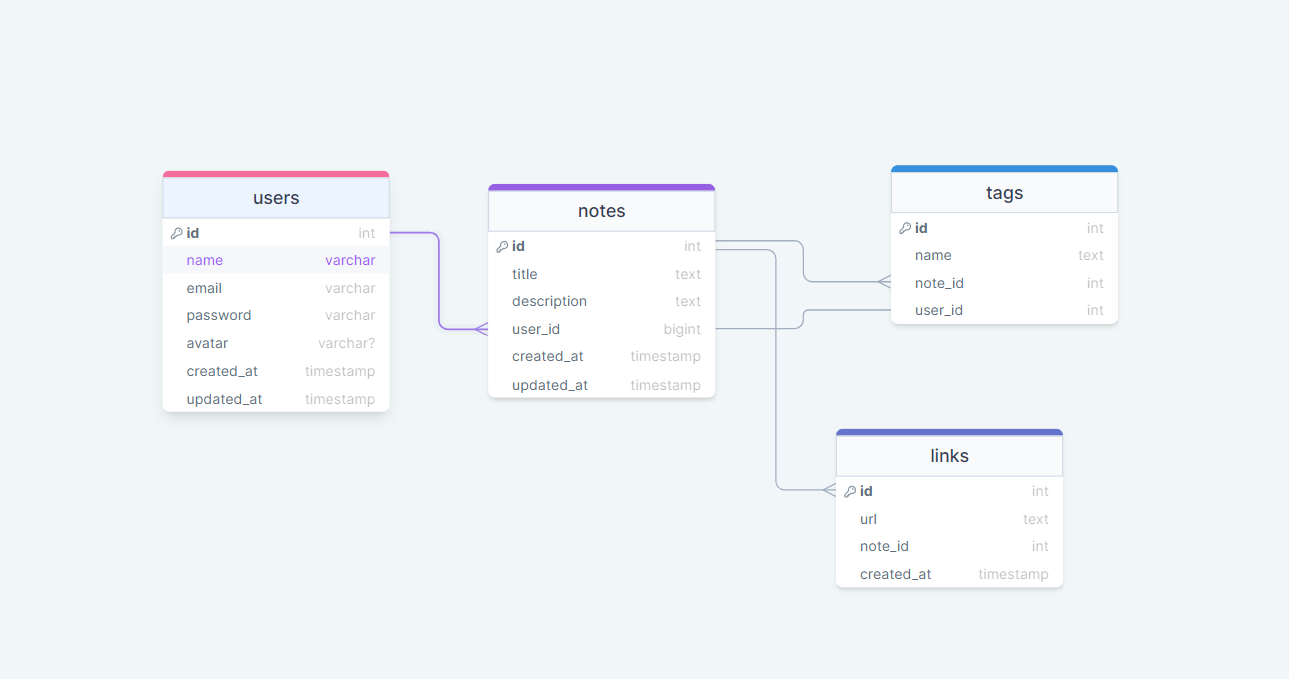 users
id int
name varchar
email varchar
password varchar
avatar varchar?
created_at timestamp
updated_at timestamp
notes
id int
title text
description text
user_id bigint
created_at timestamp
updated_at timestamp
tags
id int
name text
note_id int
user_id int
links
id int
url text
note_id int
created_at timestamp